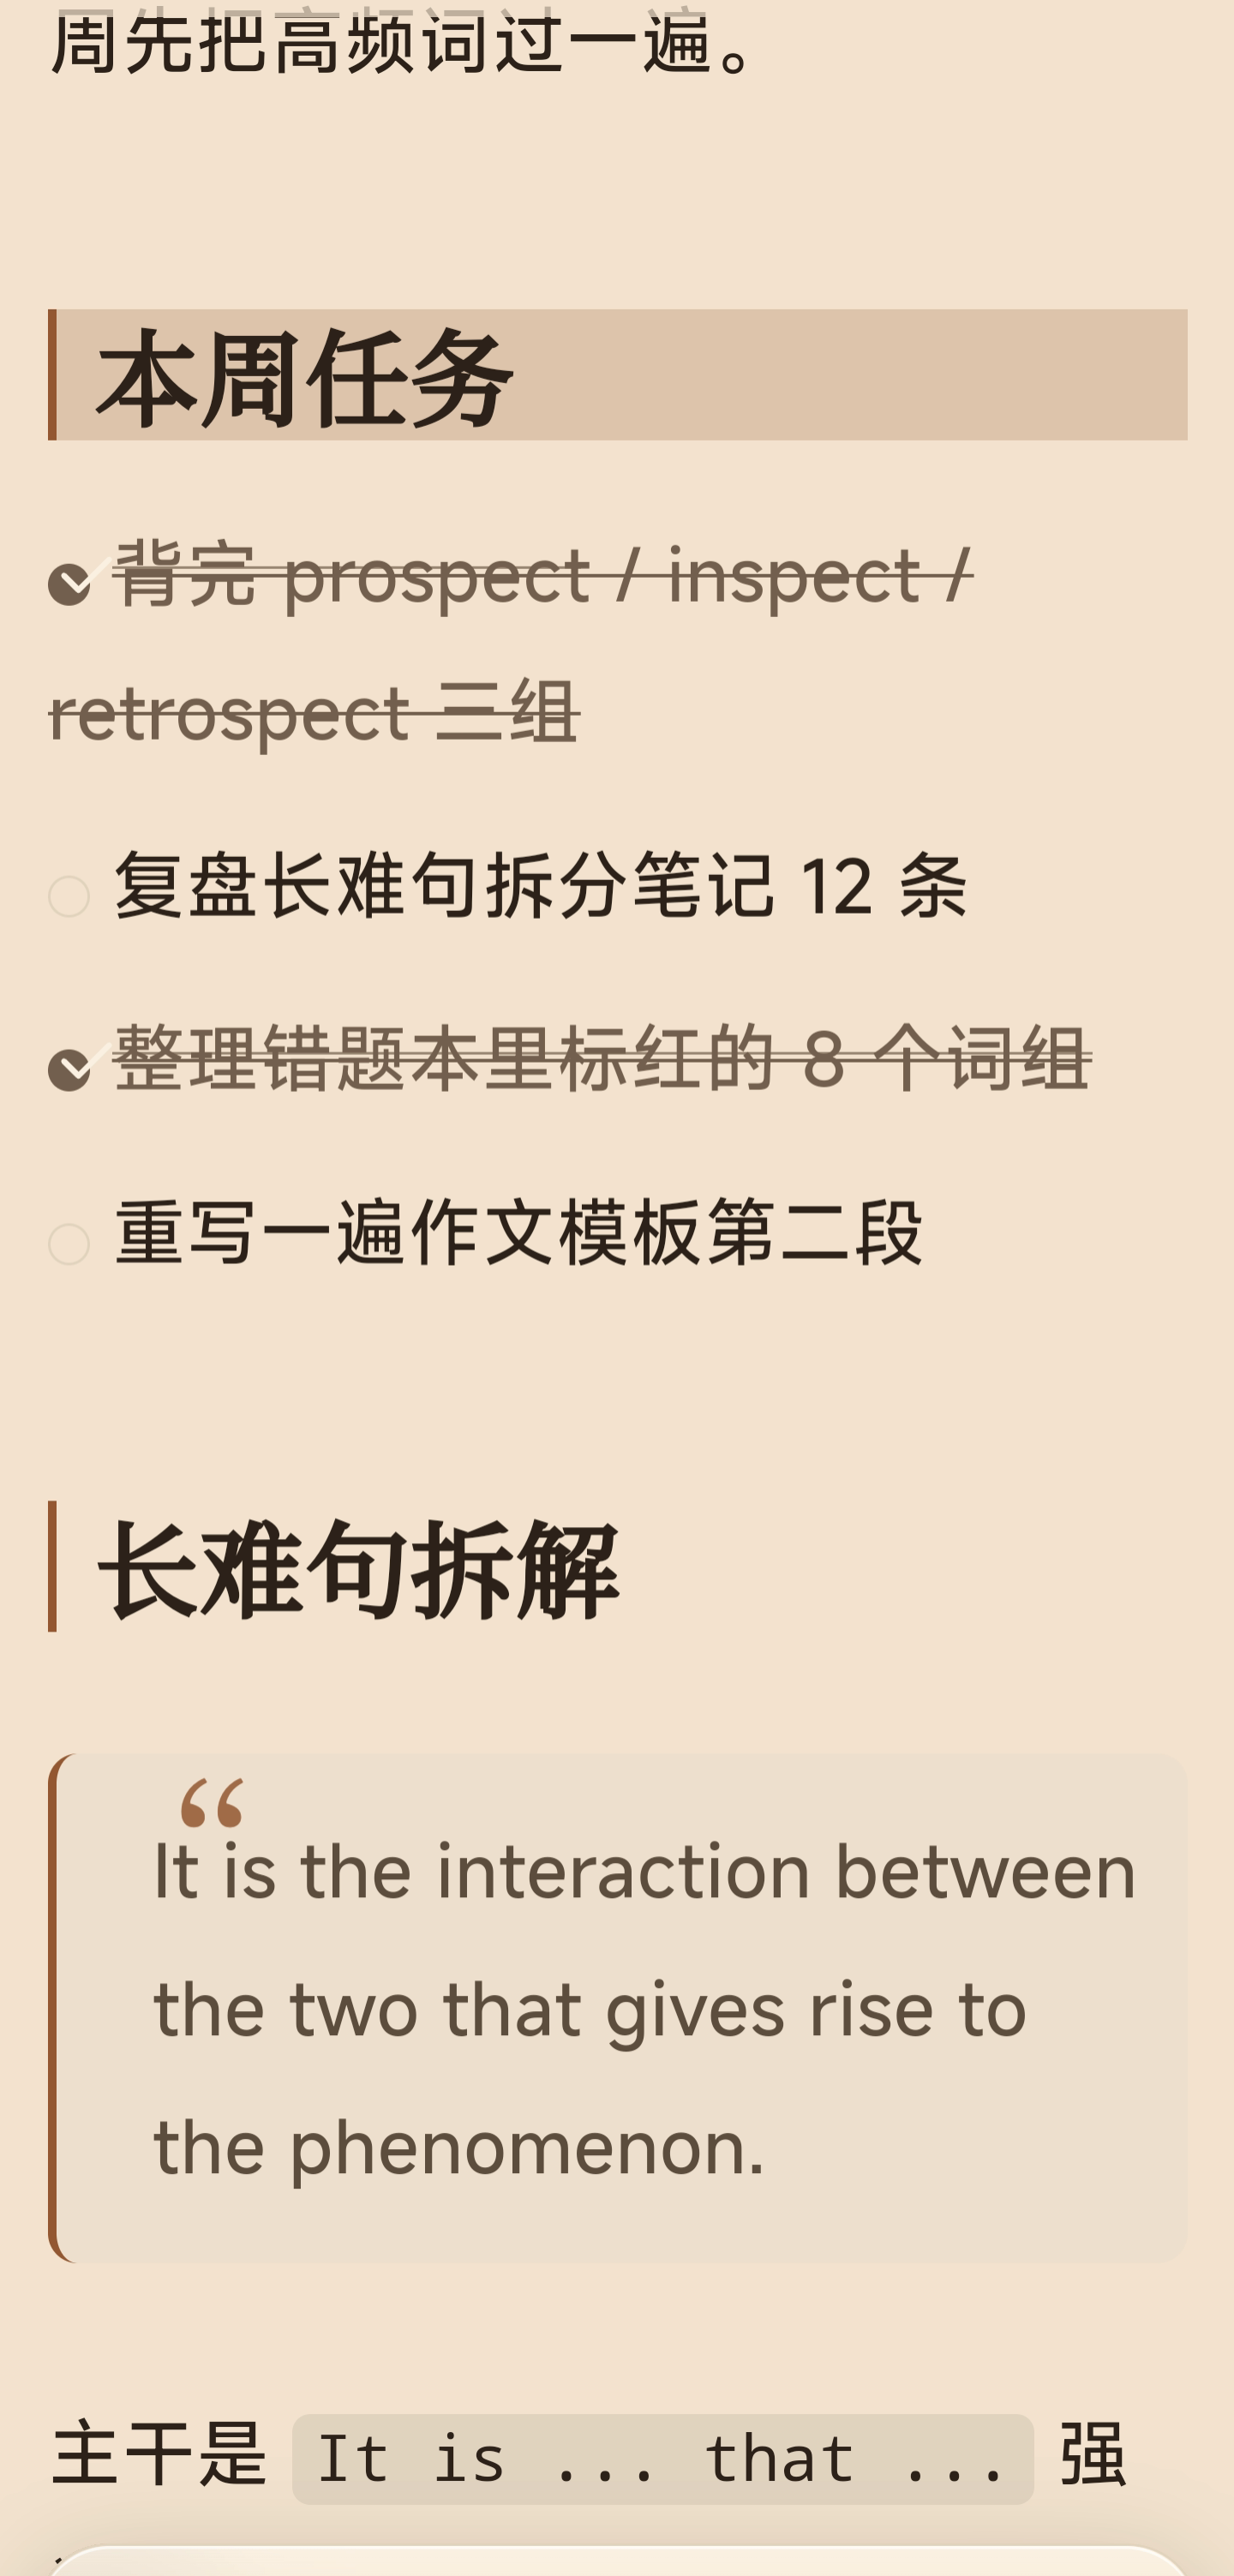 周先把高频词过一遍。
本周任务
背完 prospect / inspect /
retrospect 三组
复盘长难句拆分笔记 12 条
整理错题本里标红的 8 个词组
重写一遍作文模板第二段
长难句拆解
“
It is the interaction between
the two that gives rise to
the phenomenon.
主干是 It is ... that ... 强